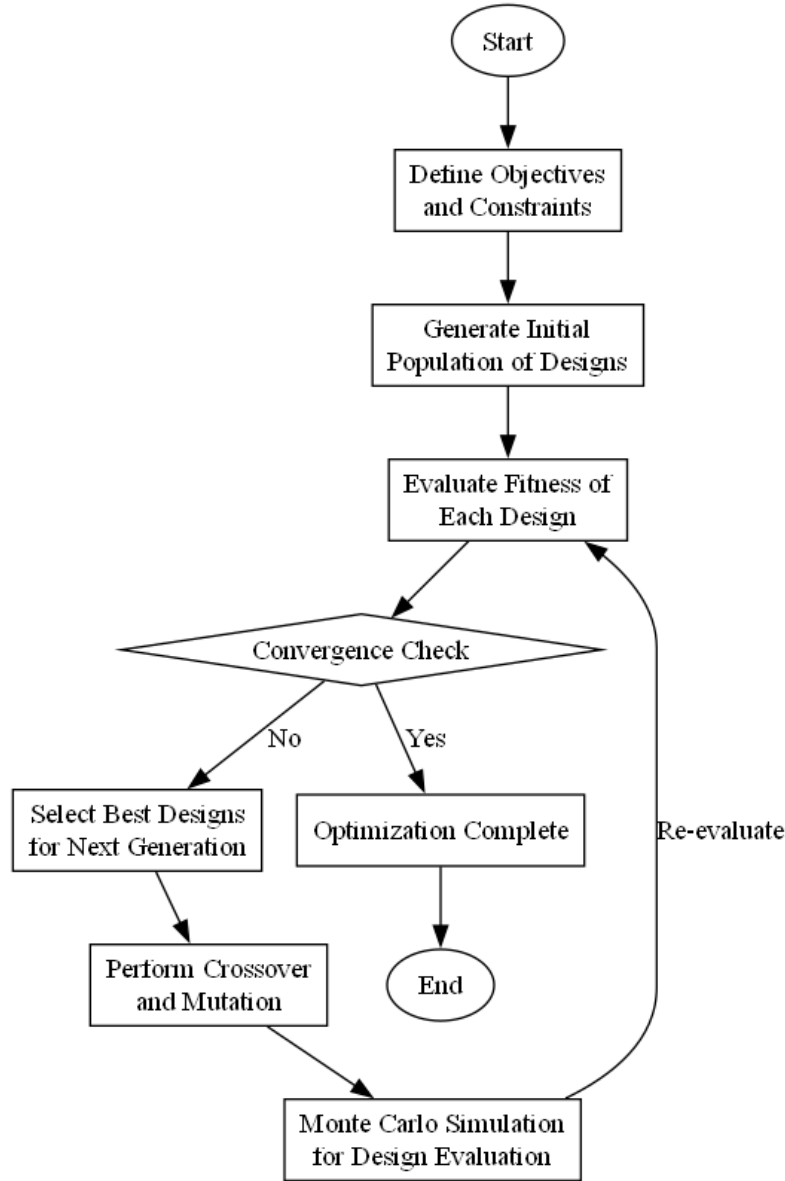 Start
Define Objectives
and Constraints
Generate Initial
Population of Designs
Evaluate Fitness of
Each Design
Convergence Check
No
Yes
Select Best Designs
for Next Generation
Optimization Complete
Re-evaluate
Perform Crossover
and Mutation
End
Monte Carlo Simulation
for Design Evaluation